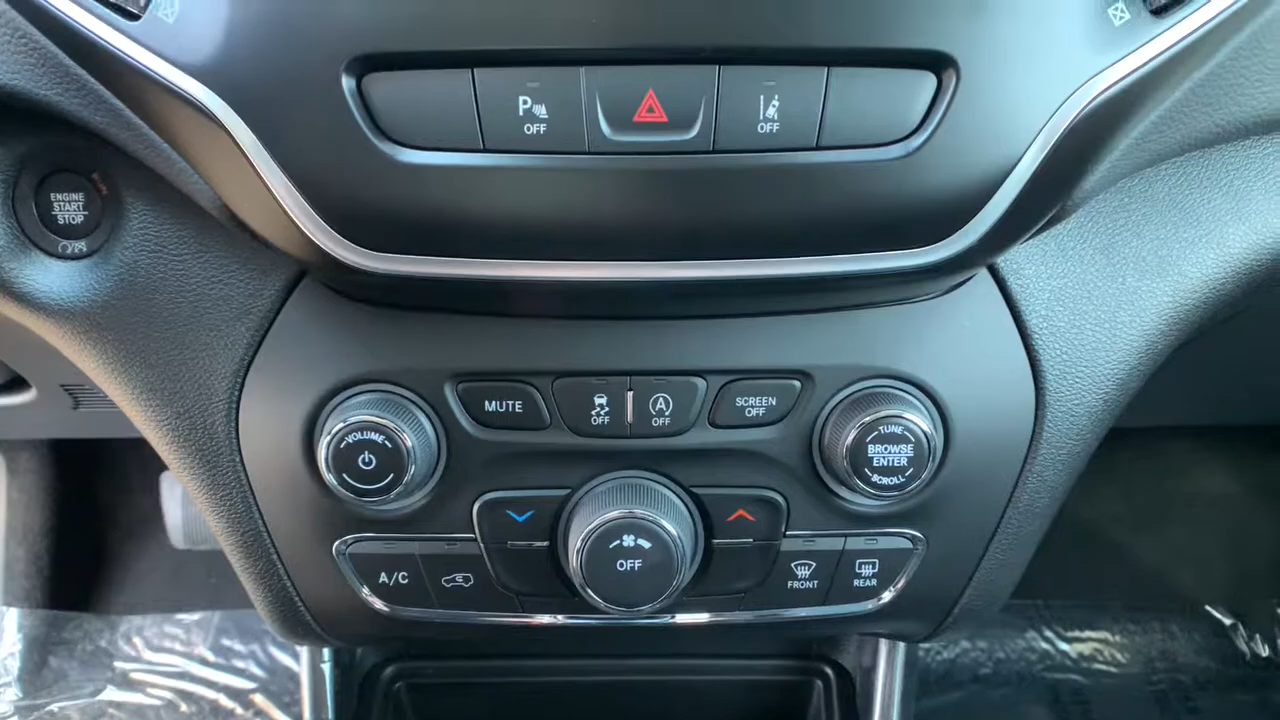 P
OFF
OFF
ENGINE
START
STOP
MUTE
OFF
A
OFF
SCREEN
OFF
VOLUME
TUNE
BROWSE
ENTER
SCROLL
OFF
A/C
FRONT
REAR